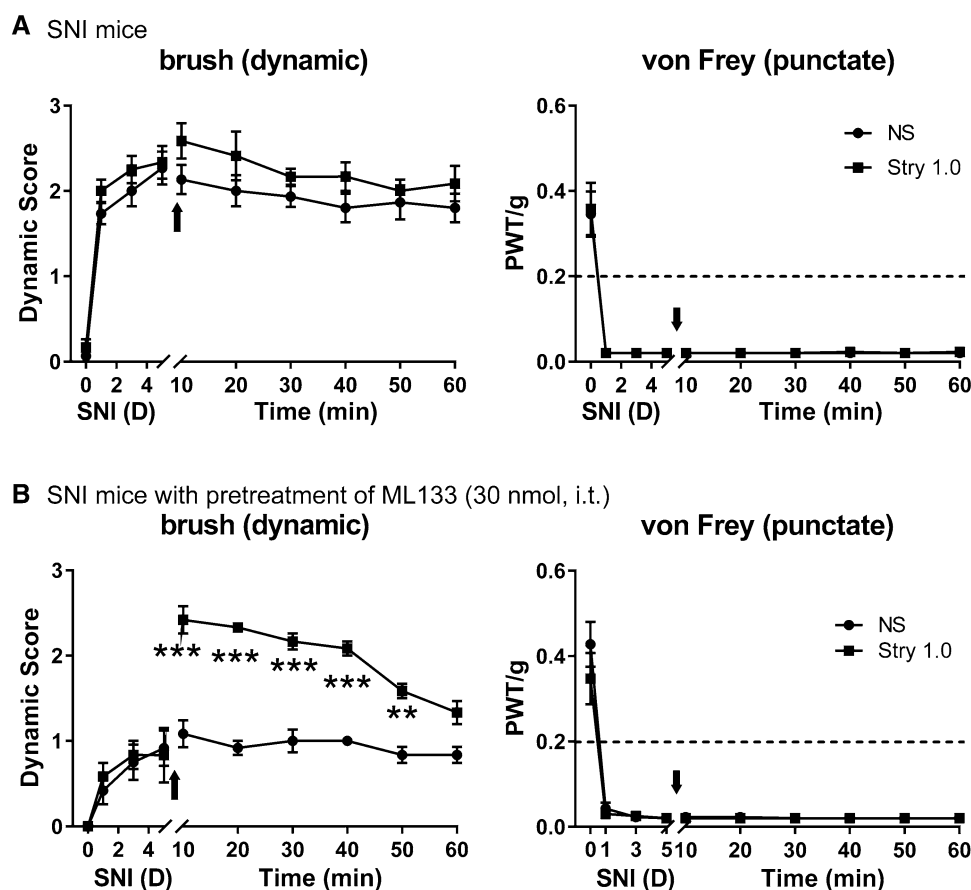 A SNI mice
brush (dynamic)
von Frey (punctate)
Dynamic Score
3
2
1
0
0 2 4 10 20 30 40 50 60
SNI (D) Time (min)
PWT/g
0.6
0.4
0.2
0.0
NS
Stry 1.0
0 2 4 10 20 30 40 50 60
SNI (D) Time (min)
B SNI mice with pretreatment of ML133 (30 nmol, i.t.)
brush (dynamic)
von Frey (punctate)
Dynamic Score
3
2
1
0
*** *** *** *** **
0 2 4 10 20 30 40 50 60
SNI (D) Time (min)
PWT/g
0.6
0.4
0.2
0.0
NS
Stry 1.0
0 1 3 5 10 20 30 40 50 60
SNI (D) Time (min)